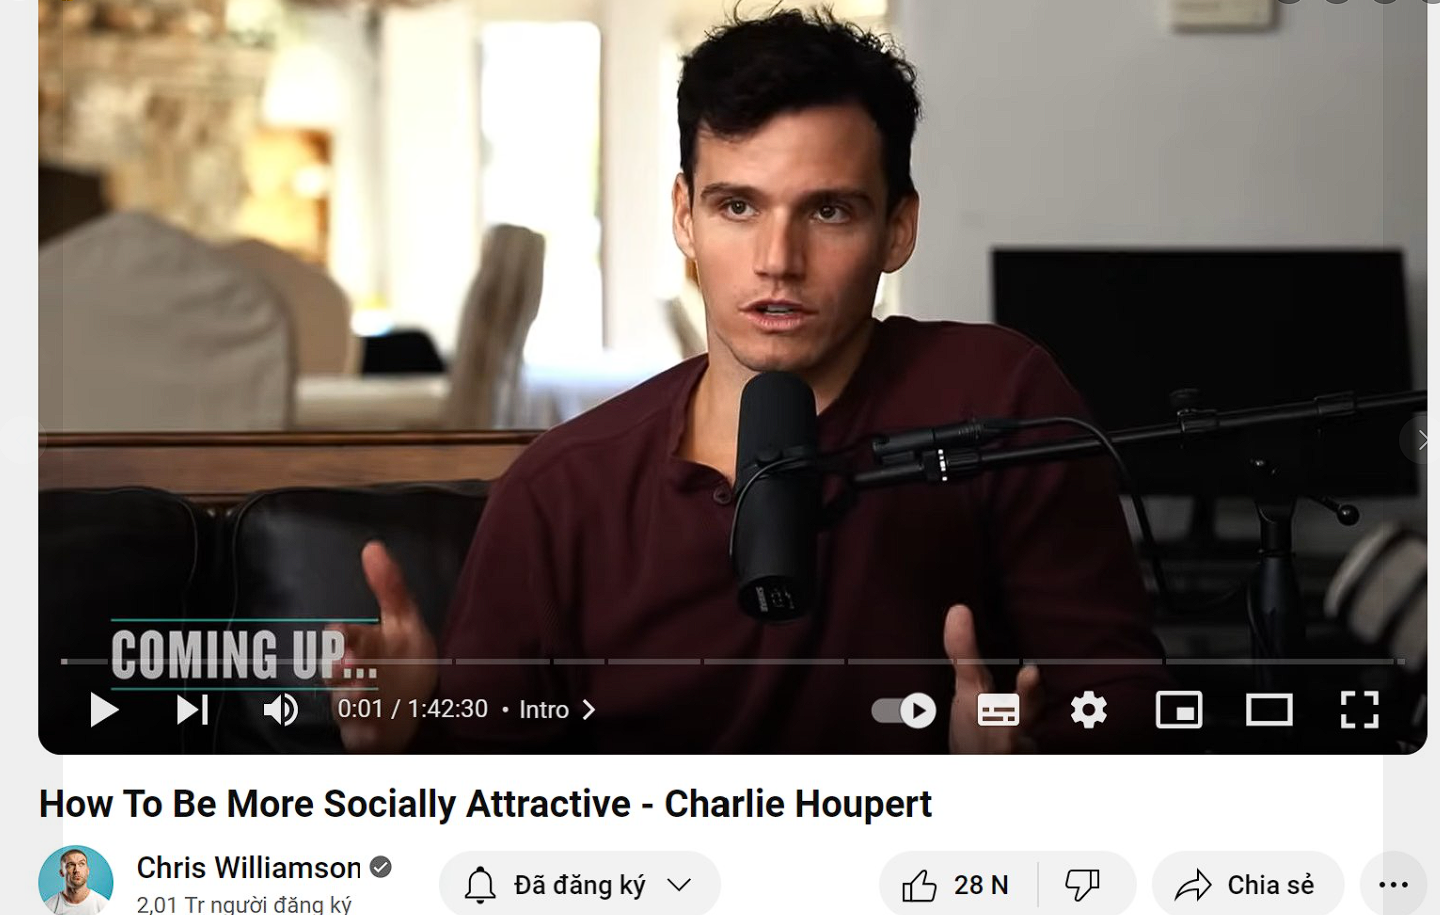 COMING UP...
0:01 / 1:42:30 • Intro
How To Be More Socially Attractive - Charlie Houpert
Chris Williamson
2,01 Tr người đăng ký
Đã đăng ký
28 N
Chia sẻ